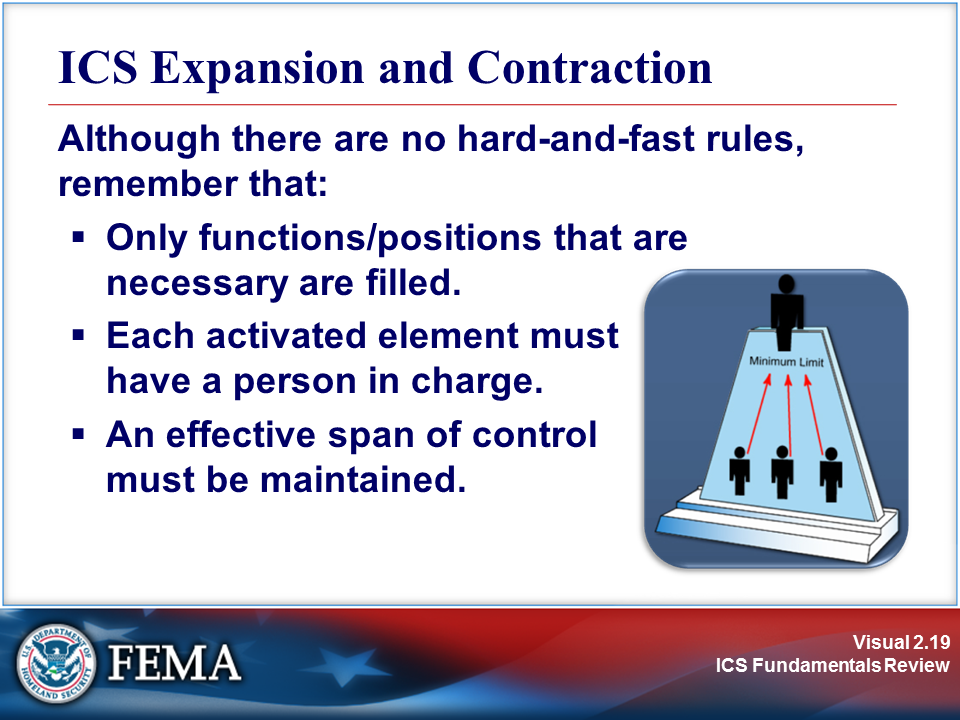 ICS Expansion and Contraction
Although there are no hard-and-fast rules,
remember that:
▪ Only functions/positions that are
necessary are filled.
▪ Each activated element must
have a person in charge.
▪ An effective span of control
must be maintained.
Minimum Limit
U.S. DEPARTMENT OF
HOMELAND SECURITY
FEMA
Visual 2.19
ICS Fundamentals Review